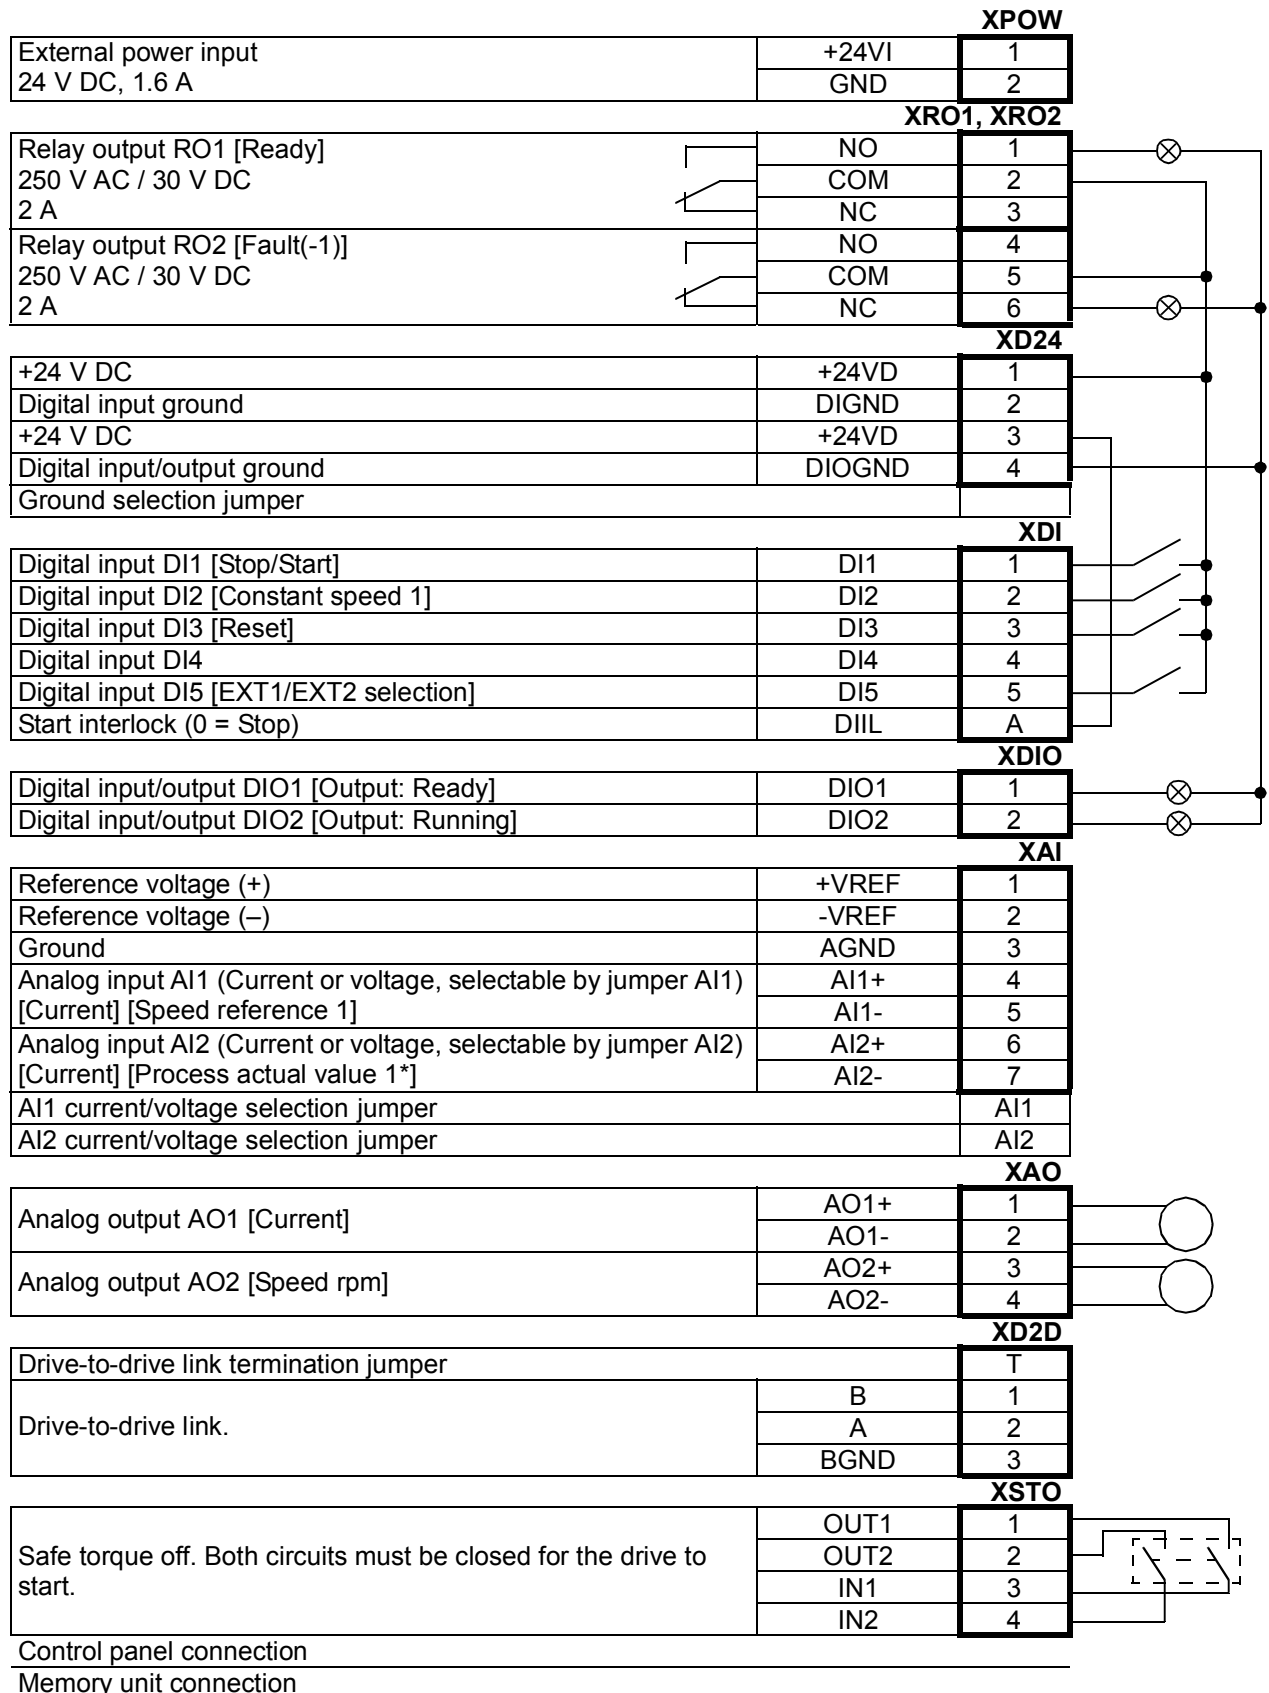 XPOW
External power input +24VI 1
24 V DC, 1.6 A GND 2
XRO1, XRO2
Relay output RO1 [Ready] NO 1
250 V AC / 30 V DC COM 2
2 A NC 3
Relay output RO2 [Fault(-1)] NO 4
250 V AC / 30 V DC COM 5
2 A NC 6
XD24
+24 V DC +24VD 1
Digital input ground DIGND 2
+24 V DC +24VD 3
Digital input/output ground DIOGND 4
Ground selection jumper
XDI
Digital input DI1 [Stop/Start] DI1 1
Digital input DI2 [Constant speed 1] DI2 2
Digital input DI3 [Reset] DI3 3
Digital input DI4 DI4 4
Digital input DI5 [EXT1/EXT2 selection] DI5 5
Start interlock (0 = Stop) DIIL A
XDIO
Digital input/output DIO1 [Output: Ready] DIO1 1
Digital input/output DIO2 [Output: Running] DIO2 2
XAI
Reference voltage (+) +VREF 1
Reference voltage (–) -VREF 2
Ground AGND 3
Analog input AI1 (Current or voltage, selectable by jumper AI1) AI1+ 4
[Current] [Speed reference 1] AI1- 5
Analog input AI2 (Current or voltage, selectable by jumper AI2) AI2+ 6
[Current] [Process actual value 1*] AI2- 7
AI1 current/voltage selection jumper AI1
AI2 current/voltage selection jumper AI2
XAO
Analog output AO1 [Current] AO1+ 1
AO1- 2
Analog output AO2 [Speed rpm] AO2+ 3
AO2- 4
XD2D
Drive-to-drive link termination jumper T
Drive-to-drive link. B 1
A 2
BGND 3
XSTO
OUT1 1
Safe torque off. Both circuits must be closed for the drive to OUT2 2
start. IN1 3
IN2 4
Control panel connection
Memory unit connection